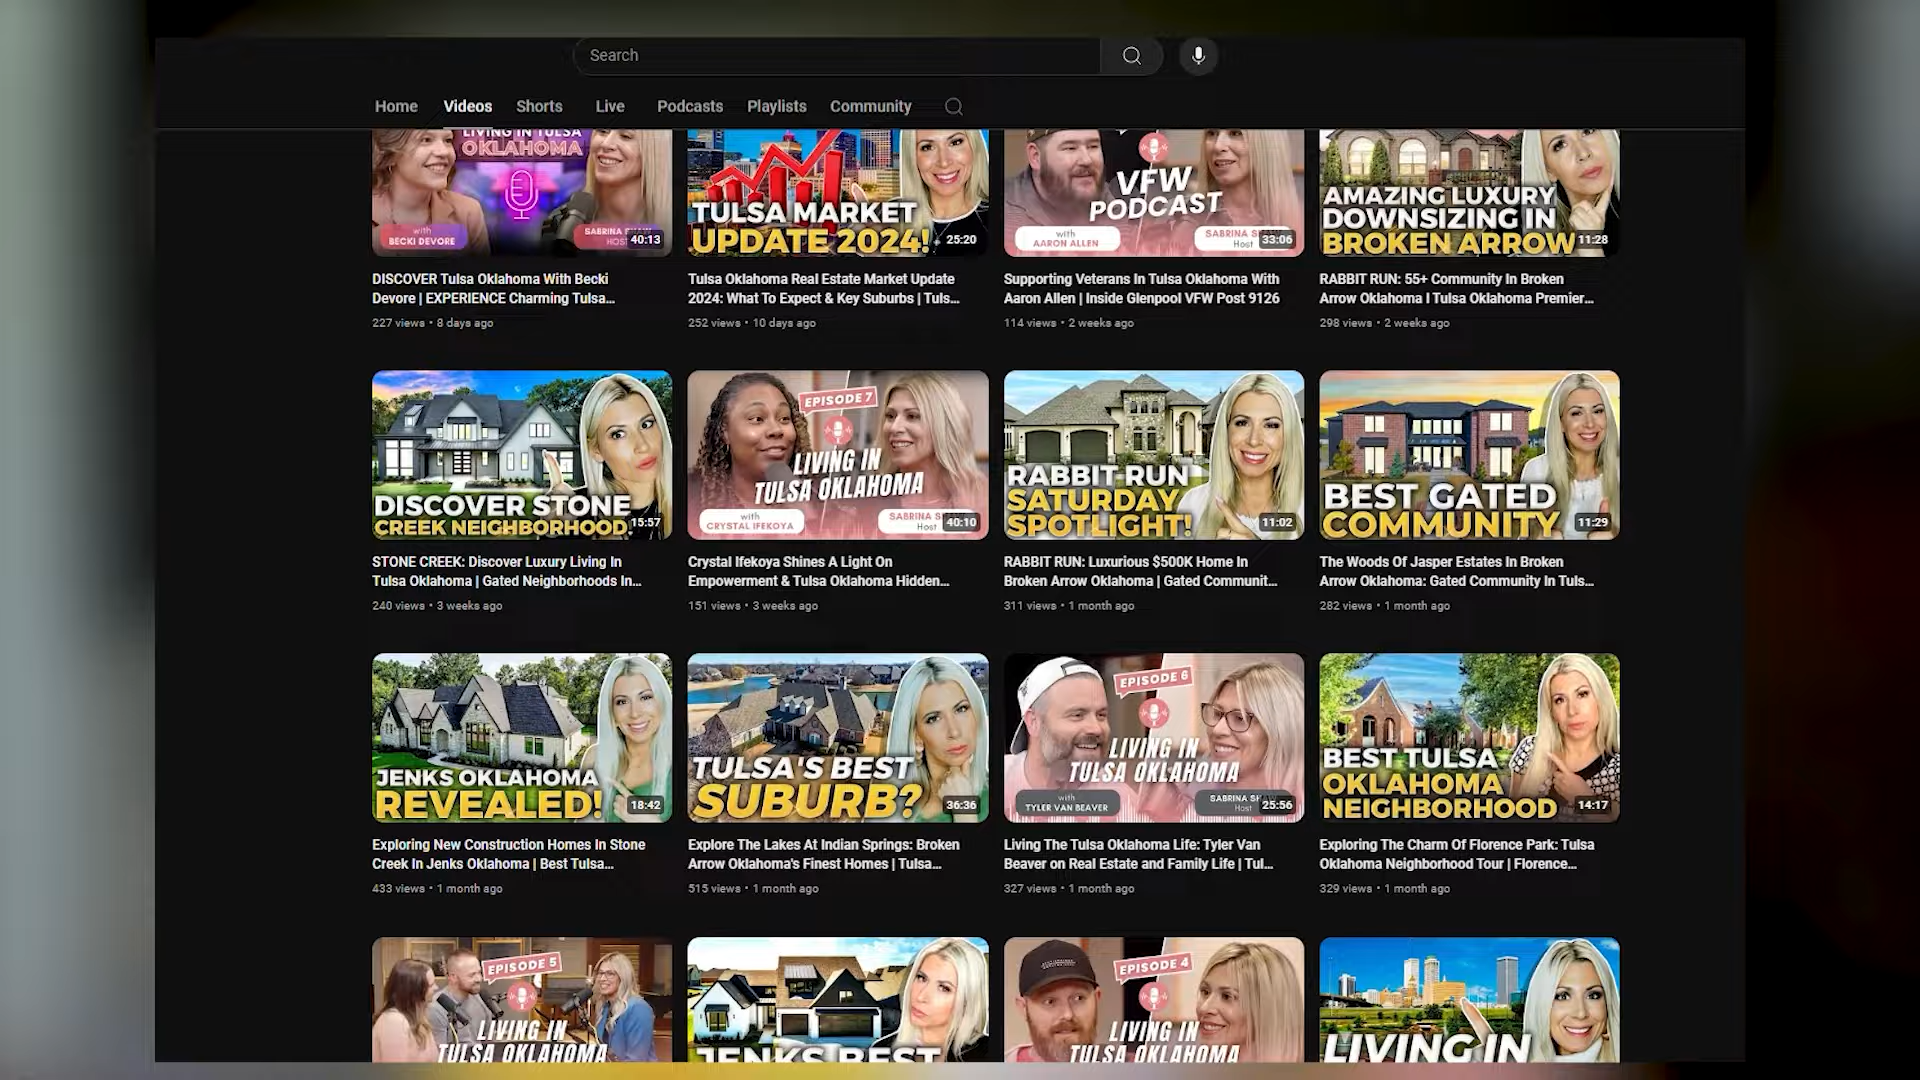 Search
Home Videos Shorts Live Podcasts Playlists Community
LIVING IN TULSA
OKLAHOMA
with
BECKI DEVORE
SABRINA
HOST
40:13
DISCOVER Tulsa Oklahoma With Becki
Devore | EXPERIENCE Charming Tulsa...
227 views • 8 days ago
TULSA MARKET
UPDATE 2024!
25:20
Tulsa Oklahoma Real Estate Market Update
2024: What To Expect & Key Suburbs | Tuls...
252 views • 10 days ago
VFW
PODCAST
with
AARON ALLEN
SABRINA
Host
33:06
Supporting Veterans In Tulsa Oklahoma With
Aaron Allen | Inside Glenpool VFW Post 9126
114 views • 2 weeks ago
AMAZING LUXURY
DOWNSIZING IN
BROKEN ARROW
11:28
RABBIT RUN: 55+ Community In Broken
Arrow Oklahoma I Tulsa Oklahoma Premier...
298 views • 2 weeks ago
DISCOVER STONE
CREEK NEIGHBORHOOD
15:57
STONE CREEK: Discover Luxury Living In
Tulsa Oklahoma | Gated Neighborhoods In...
240 views • 3 weeks ago
EPISODE 7
LIVING IN
TULSA OKLAHOMA
with
CRYSTAL IFEKOYA
SABRINA
Host
40:10
Crystal Ifekoya Shines A Light On
Empowerment & Tulsa Oklahoma Hidden...
151 views • 3 weeks ago
RABBIT RUN
SATURDAY
SPOTLIGHT!
11:02
RABBIT RUN: Luxurious $500K Home In
Broken Arrow Oklahoma | Gated Communit...
311 views • 1 month ago
BEST GATED
COMMUNITY
11:29
The Woods Of Jasper Estates In Broken
Arrow Oklahoma: Gated Community In Tuls...
282 views • 1 month ago
JENKS OKLAHOMA
REVEALED!
18:42
Exploring New Construction Homes In Stone
Creek In Jenks Oklahoma | Best Tulsa...
433 views • 1 month ago
TULSA'S BEST
SUBURB?
36:36
Explore The Lakes At Indian Springs: Broken
Arrow Oklahoma's Finest Homes | Tulsa...
515 views • 1 month ago
EPISODE 6
LIVING IN
TULSA OKLAHOMA
with
TYLER VAN BEAVER
SABRINA
Host
25:56
Living The Tulsa Oklahoma Life: Tyler Van
Beaver on Real Estate and Family Life | Tul...
327 views • 1 month ago
BEST TULSA
OKLAHOMA
NEIGHBORHOOD
14:17
Exploring The Charm Of Florence Park: Tulsa
Oklahoma Neighborhood Tour | Florence...
329 views • 1 month ago
EPISODE 5
LIVING IN
TULSA OKLAHOMA
JENKS BEST
EPISODE 4
LIVING IN
TULSA OKLAHOMA
LIVING IN